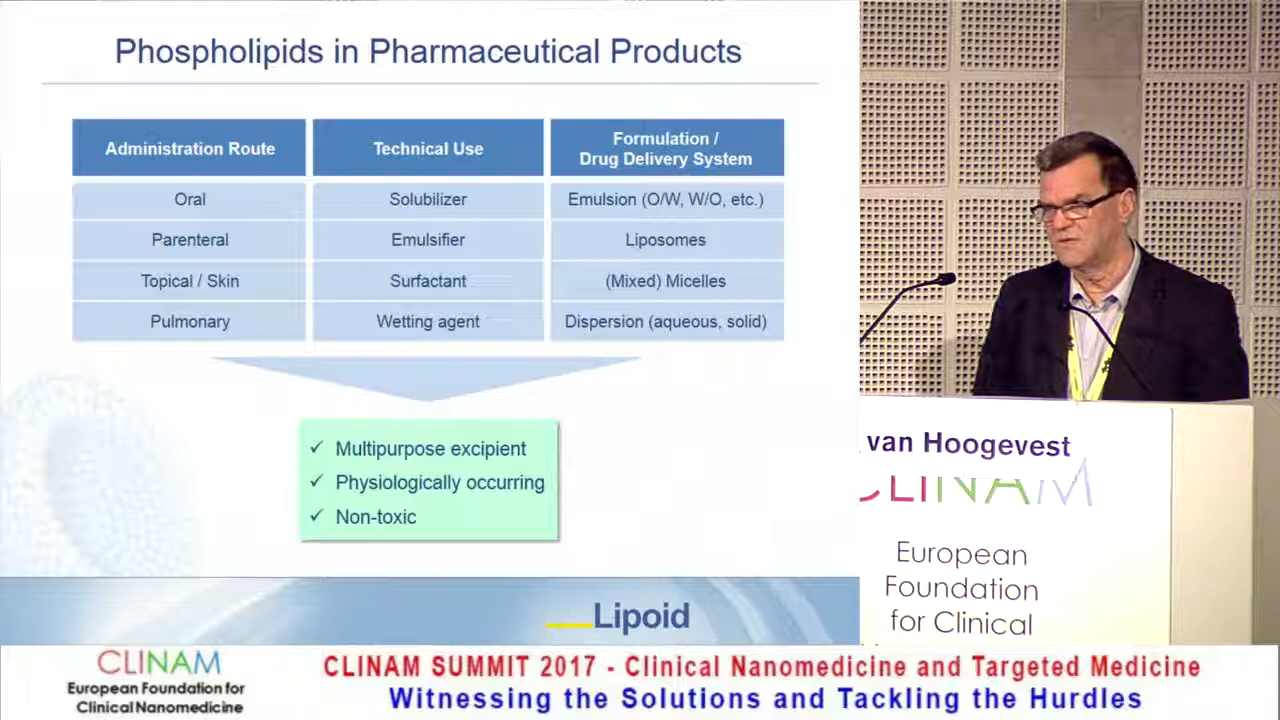 Phospholipids in Pharmaceutical Products
Administration Route
Technical Use
Formulation /
Drug Delivery System
Oral
Solubilizer
Emulsion (O/W, W/O, etc.)
Parenteral
Emulsifier
Liposomes
Topical / Skin
Surfactant
(Mixed) Micelles
Pulmonary
Wetting agent
Dispersion (aqueous, solid)
✓ Multipurpose excipient
✓ Physiologically occurring
✓ Non-toxic
Lipoid
van Hoogevest
CLINAM
European
Foundation
for Clinical
CLINAM
European Foundation for
Clinical Nanomedicine
CLINAM SUMMIT 2017 - Clinical Nanomedicine and Targeted Medicine
Witnessing the Solutions and Tackling the Hurdles